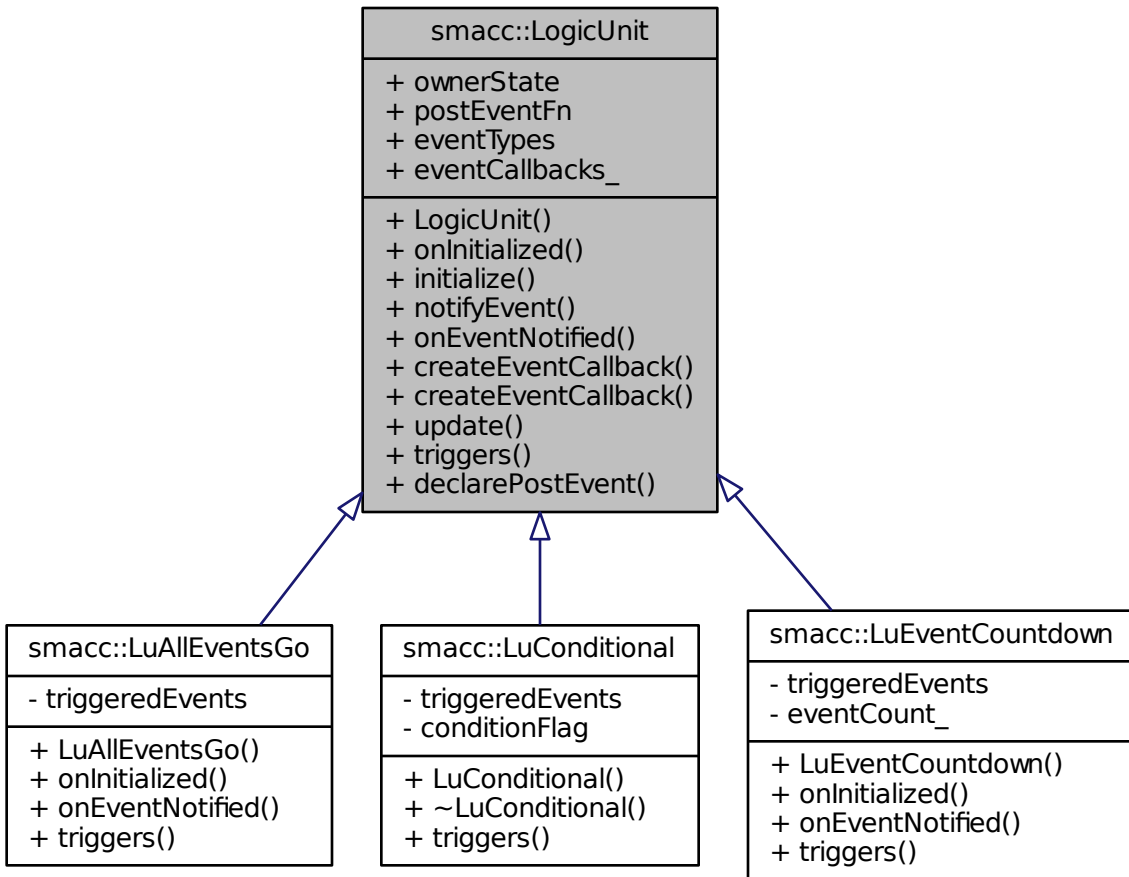 smacc::LogicUnit
+ ownerState
+ postEventFn
+ eventTypes
+ eventCallbacks_
+ LogicUnit()
+ onInitialized()
+ initialize()
+ notifyEvent()
+ onEventNotified()
+ createEventCallback()
+ createEventCallback()
+ update()
+ triggers()
+ declarePostEvent()
smacc::LuAllEventsGo
- triggeredEvents
+ LuAllEventsGo()
+ onInitialized()
+ onEventNotified()
+ triggers()
smacc::LuConditional
- triggeredEvents
- conditionFlag
+ LuConditional()
+ ~LuConditional()
+ triggers()
smacc::LuEventCountdown
- triggeredEvents
- eventCount_
+ LuEventCountdown()
+ onInitialized()
+ onEventNotified()
+ triggers()